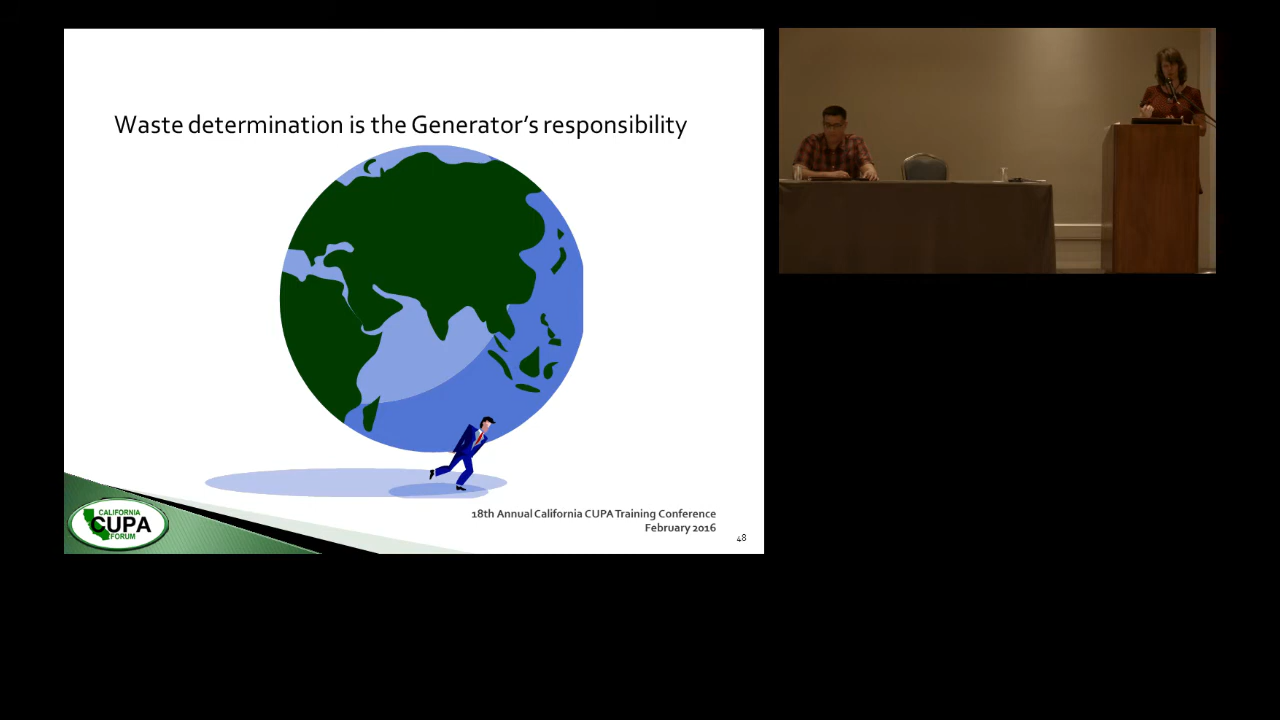 Waste determination is the Generator's responsibility
CALIFORNIA
CUPA
FORUM
18th Annual California CUPA Training Conference
February 2016
48